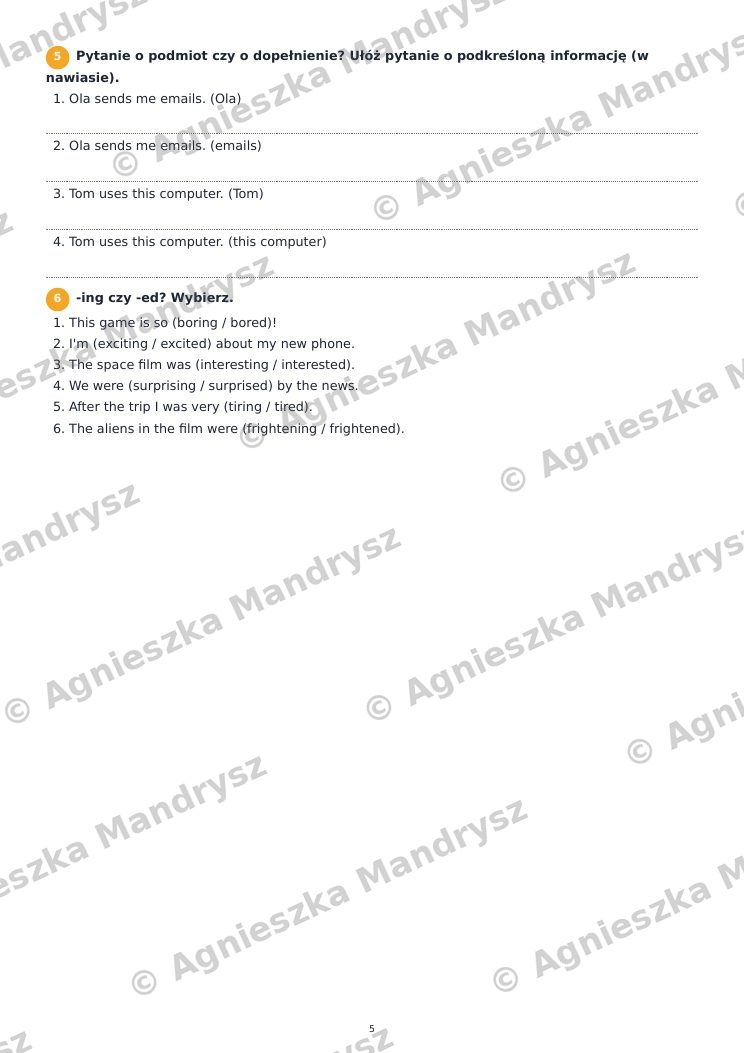 5 Pytanie o podmiot czy o dopełnienie? Ułóż pytanie o podkreśloną informację (w
nawiasie).
1. Ola sends me emails. (Ola)
2. Ola sends me emails. (emails)
3. Tom uses this computer. (Tom)
4. Tom uses this computer. (this computer)
6 -ing czy -ed? Wybierz.
1. This game is so (boring / bored)!
2. I'm (exciting / excited) about my new phone.
3. The space film was (interesting / interested).
4. We were (surprising / surprised) by the news.
5. After the trip I was very (tiring / tired).
6. The aliens in the film were (frightening / frightened).
© Agnieszka Mandrysz
5